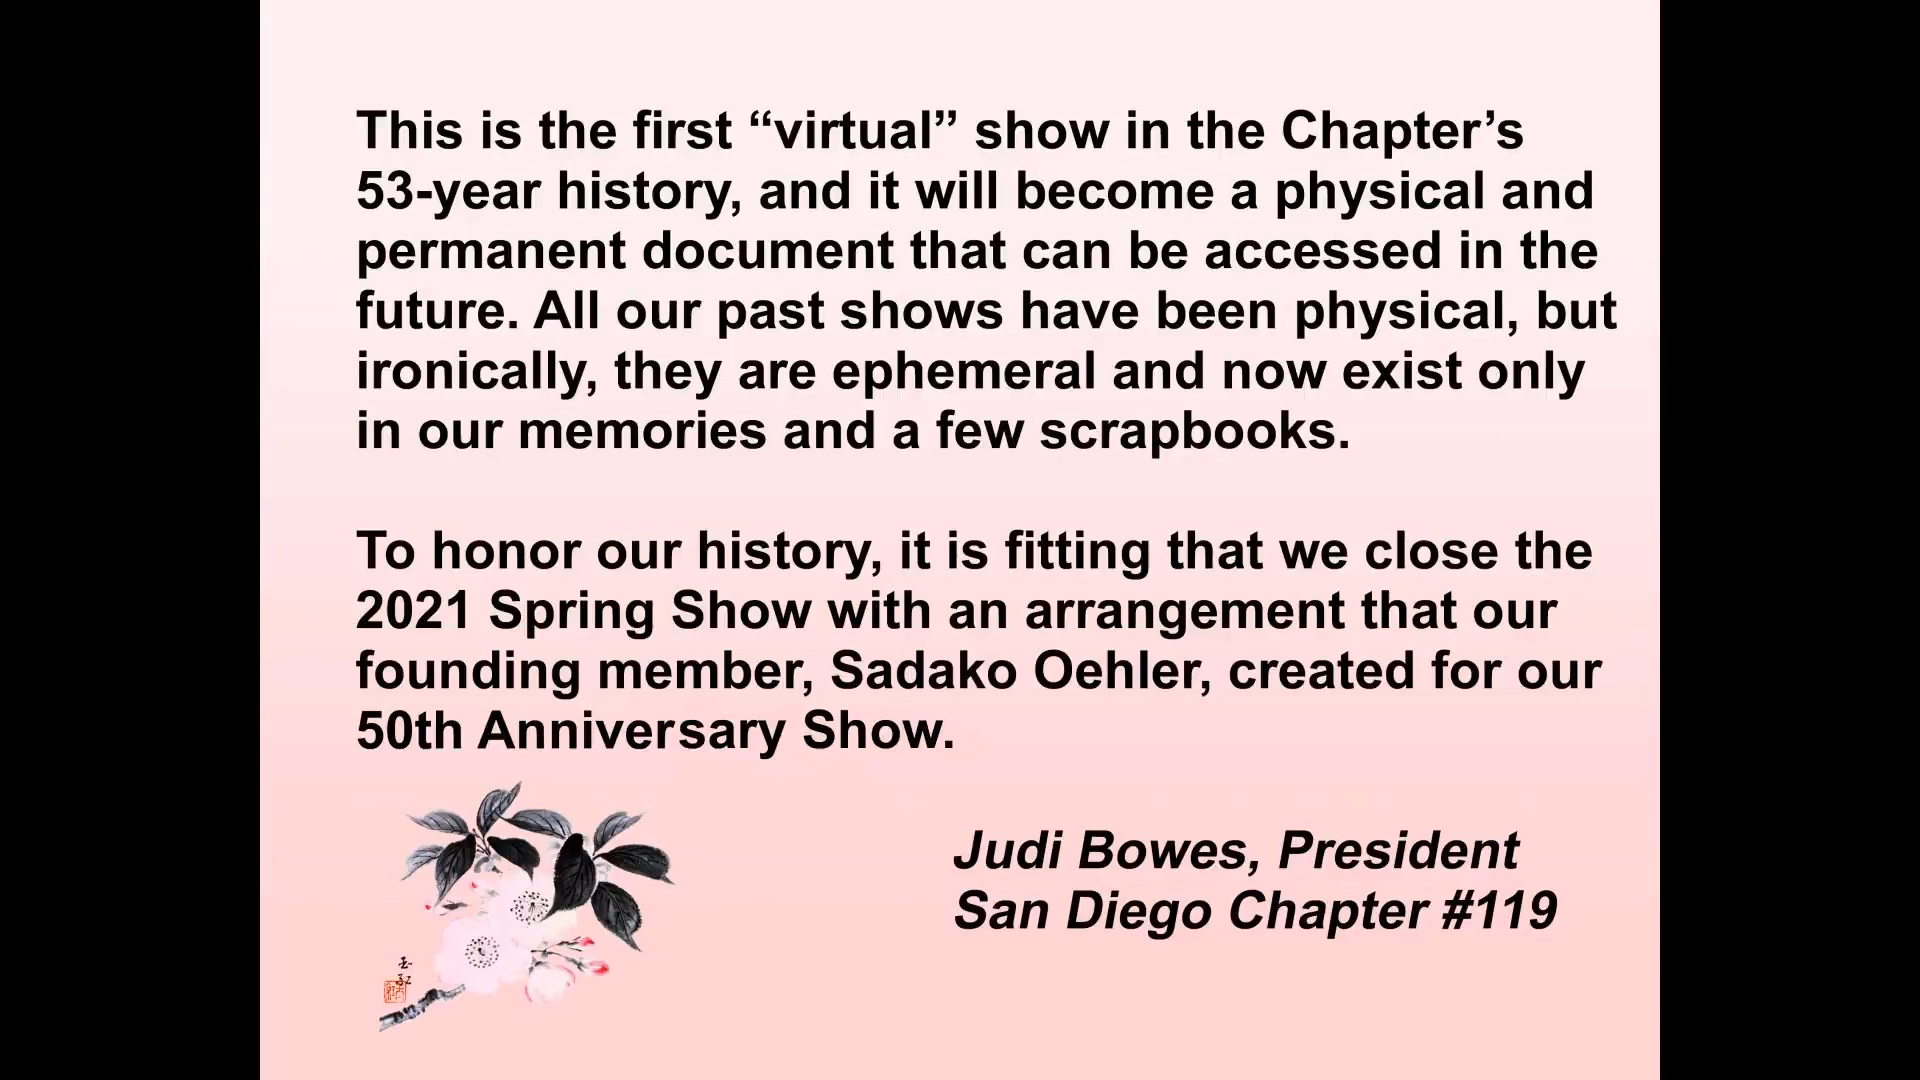 This is the first “virtual” show in the Chapter’s
53-year history, and it will become a physical and
permanent document that can be accessed in the
future. All our past shows have been physical, but
ironically, they are ephemeral and now exist only
in our memories and a few scrapbooks.
To honor our history, it is fitting that we close the
2021 Spring Show with an arrangement that our
founding member, Sadako Oehler, created for our
50th Anniversary Show.
Judi Bowes, President
San Diego Chapter #119